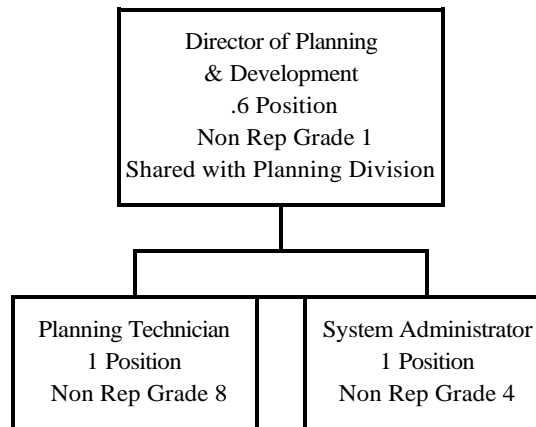 Director of Planning
& Development
.6 Position
Non Rep Grade 1
Shared with Planning Division
Planning Technician
1 Position
Non Rep Grade 8
System Administrator
1 Position
Non Rep Grade 4